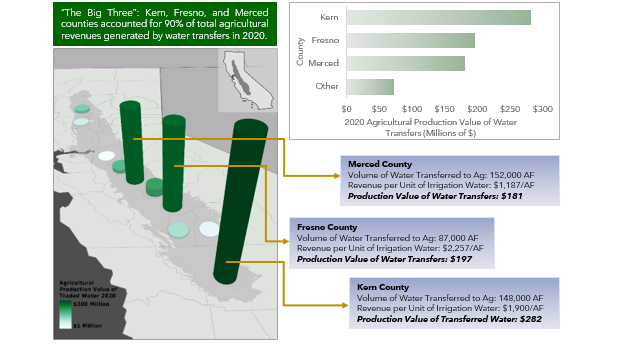 "The Big Three": Kern, Fresno, and Merced
counties accounted for 90% of total agricultural
revenues generated by water transfers in 2020.
County
Kern
Fresno
Merced
Other
$0 $50 $100 $150 $200 $250 $300
2020 Agricultural Production Value of Water
Transfers (Millions of $)
Merced County
Volume of Water Transferred to Ag: 152,000 AF
Revenue per Unit of Irrigation Water: $1,187/AF
Production Value of Water Transfers: $181
Fresno County
Volume of Water Transferred to Ag: 87,000 AF
Revenue per Unit of Irrigation Water: $2,257/AF
Production Value of Water Transfers: $197
Kern County
Volume of Water Transferred to Ag: 148,000 AF
Revenue per Unit of Irrigation Water: $1,900/AF
Production Value of Transferred Water: $282
Agricultural
Production Value of
Traded Water 2020
$300 Million
$1 Million